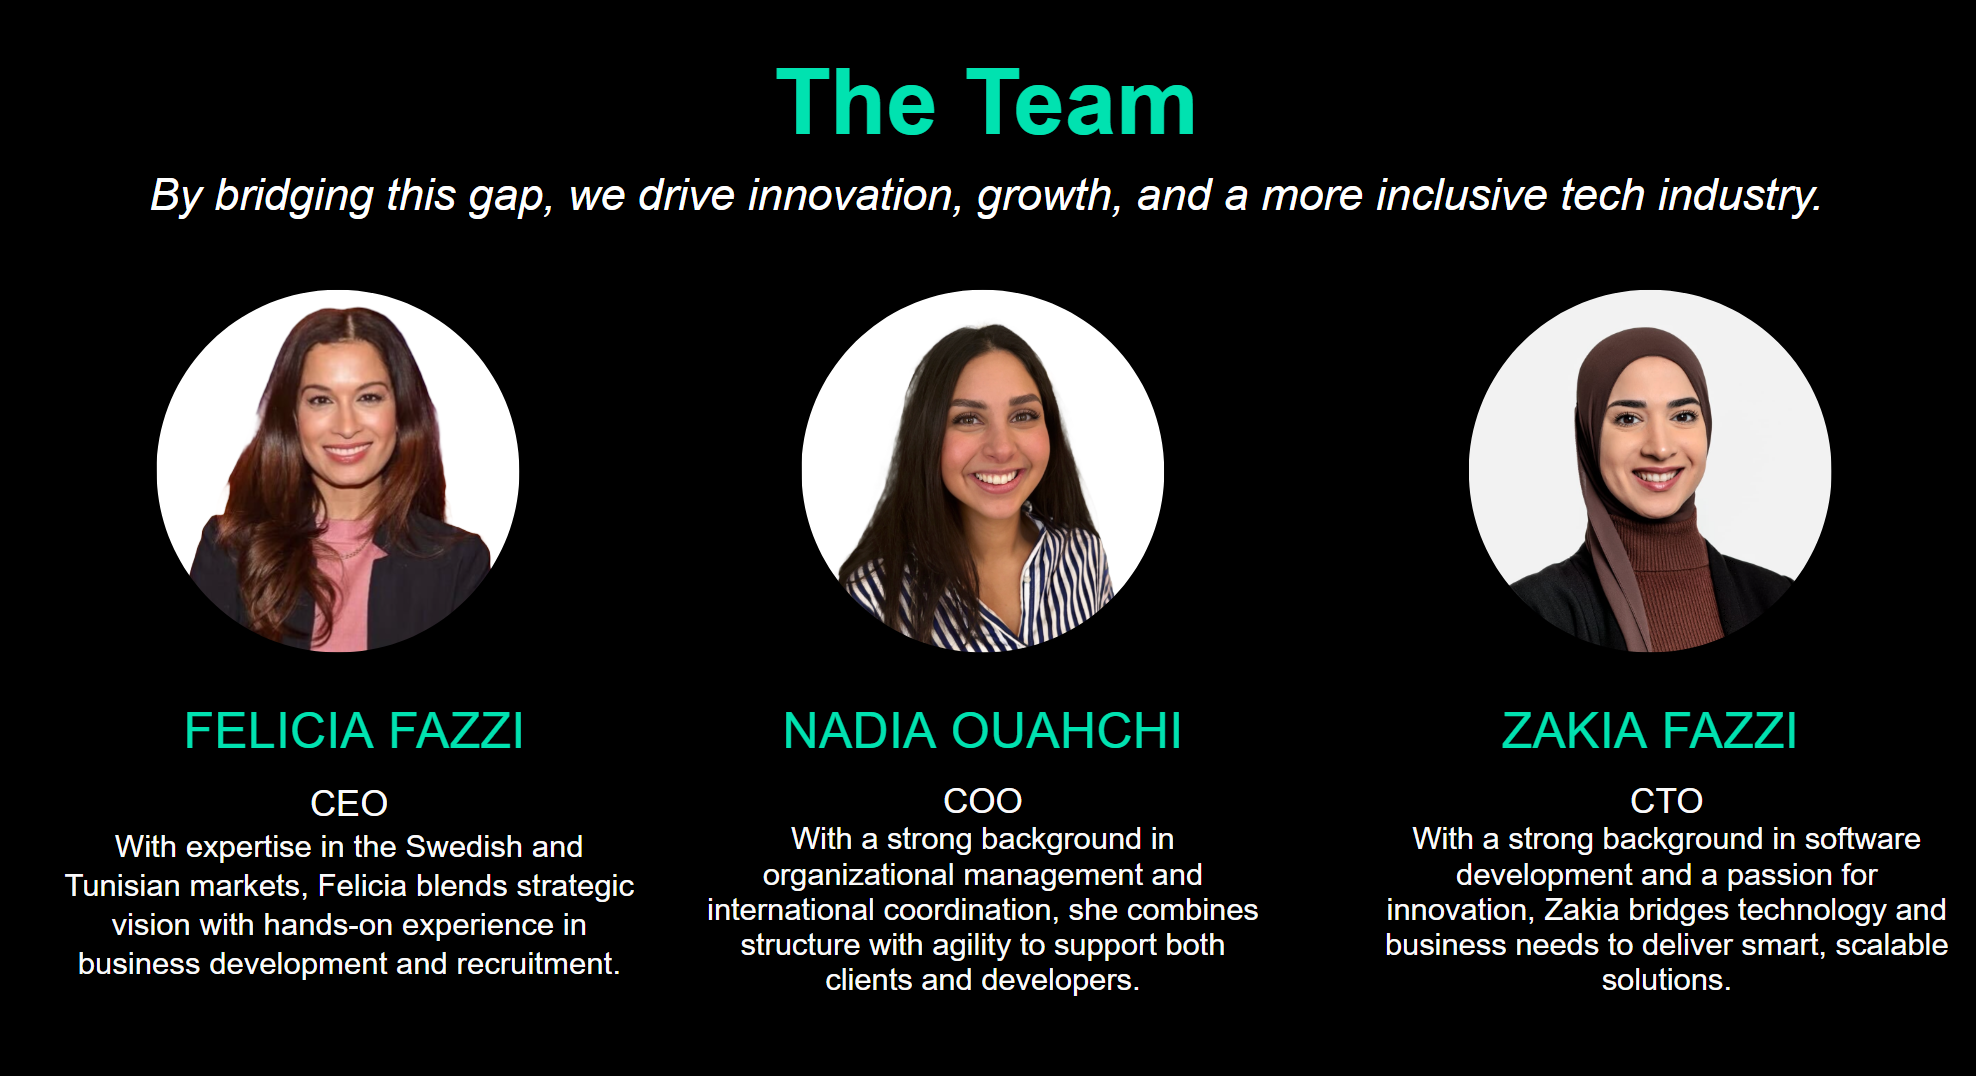 The Team
By bridging this gap, we drive innovation, growth, and a more inclusive tech industry.
FELICIA FAZZI
CEO
With expertise in the Swedish and
Tunisian markets, Felicia blends strategic
vision with hands-on experience in
business development and recruitment.
NADIA OUAHCHI
COO
With a strong background in
organizational management and
international coordination, she combines
structure with agility to support both
clients and developers.
ZAKIA FAZZI
CTO
With a strong background in software
development and a passion for
innovation, Zakia bridges technology and
business needs to deliver smart, scalable
solutions.